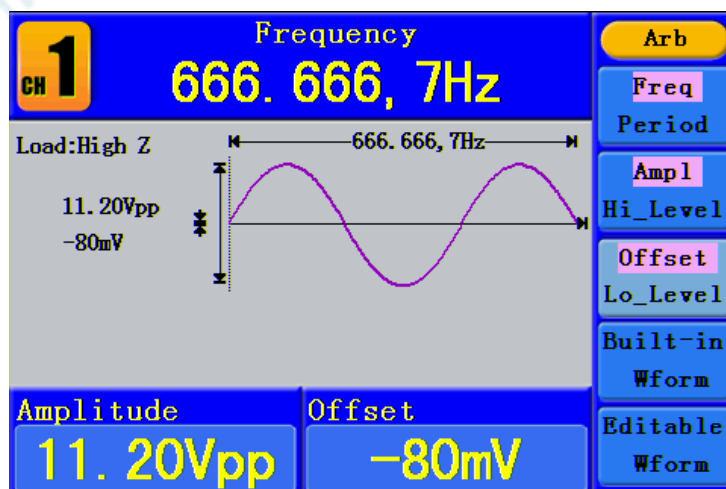 CH 1
Frequency
666.666,7Hz
Load:High Z
666.666,7Hz
11.20Vpp
-80mV
Amplitude
11.20Vpp
Offset
-80mV
Arb
Freq
Period
Ampl
Hi_Level
Offset
Lo_Level
Built-in
Wform
Editable
Wform